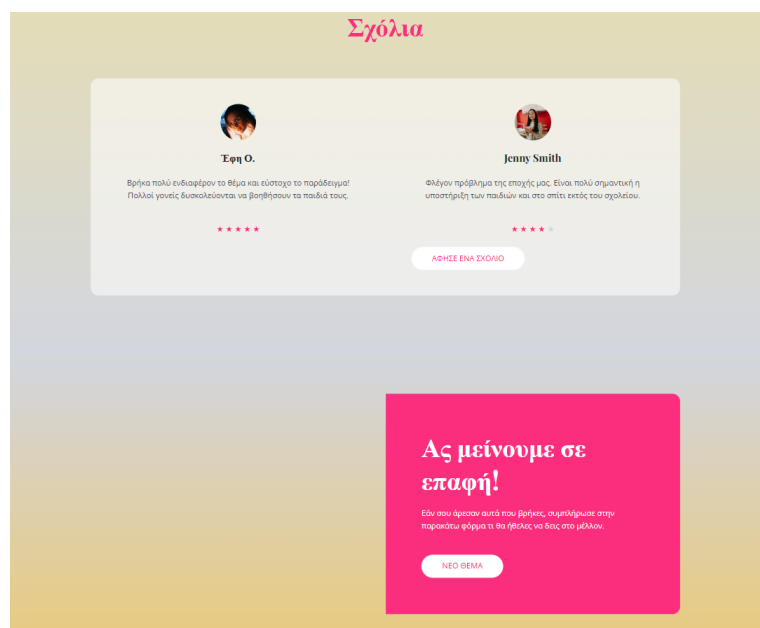 Σχόλια
Έφη Ο.
Βρήκα πολύ ενδιαφέρον το θέμα και εύστοχο το παράδειγμα!
Πολλοί γονείς δυσκολεύονται να βοηθήσουν τα παιδιά τους.
★★★★★
Jenny Smith
Φλέγον πρόβλημα της εποχής μας. Είναι πολύ σημαντική η
υποστήριξη των παιδιών και στο σπίτι εκτός του σχολείου.
★★★★★
ΑΦΗΣΕ ΕΝΑ ΣΧΟΛΙΟ
Ας μείνουμε σε
επαφή!
Εάν σου άρεσαν αυτά που βρήκες, συμπλήρωσε στην
παρακάτω φόρμα τι θα ήθελες να δεις στο μέλλον.
ΝΕΟ ΘΕΜΑ